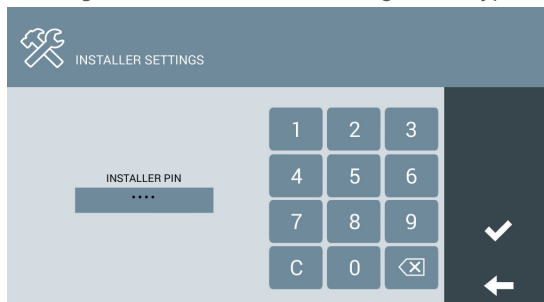 INSTALLER SETTINGS
INSTALLER PIN
••••
1 2 3
4 5 6
7 8 9
C 0